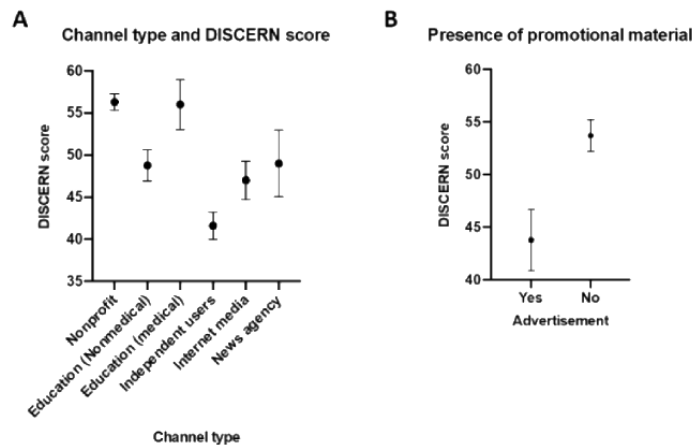 A
Channel type and DISCERN score
DISCERN score
60
55
50
45
40
35
Nonprofit
Education (Nonmedical)
Education (medical)
Independent users
Internet media
News agency
Channel type
B
Presence of promotional material
DISCERN score
60
55
50
45
40
Yes
No
Advertisement